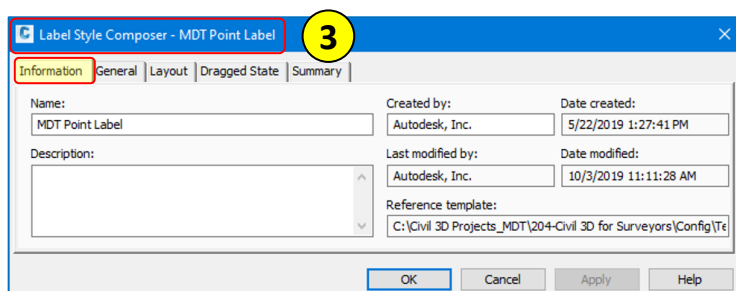 Label Style Composer - MDT Point Label
3
Information General Layout Dragged State Summary
Name: Created by: Date created:
MDT Point Label Autodesk, Inc. 5/22/2019 1:27:41 PM
Description: Last modified by: Date modified:
Autodesk, Inc. 10/3/2019 11:11:28 AM
Reference template:
C:\Civil 3D Projects_MDT\204-Civil 3D for Surveyors\Config\Te
OK Cancel Apply Help